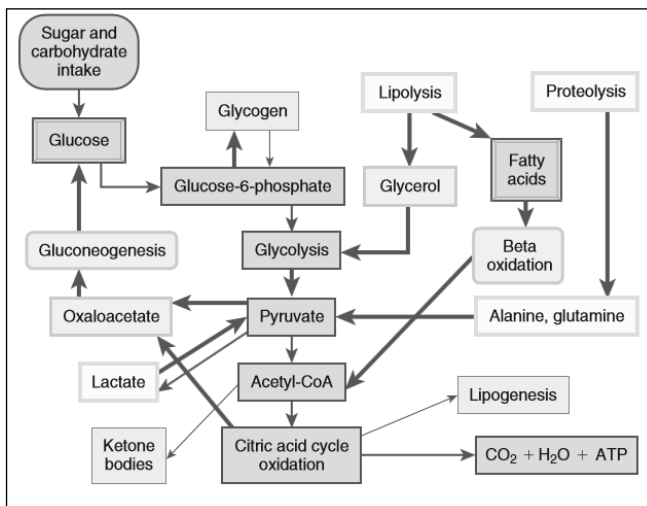 Sugar and
carbohydrate
intake
Glycogen
Lipolysis
Proteolysis
Glucose
Glucose-6-phosphate
Glycerol
Fatty
acids
Gluconeogenesis
Glycolysis
Beta
oxidation
Oxaloacetate
Pyruvate
Alanine, glutamine
Lactate
Acetyl-CoA
Lipogenesis
Ketone
bodies
Citric acid cycle
oxidation
CO₂ + H₂O + ATP